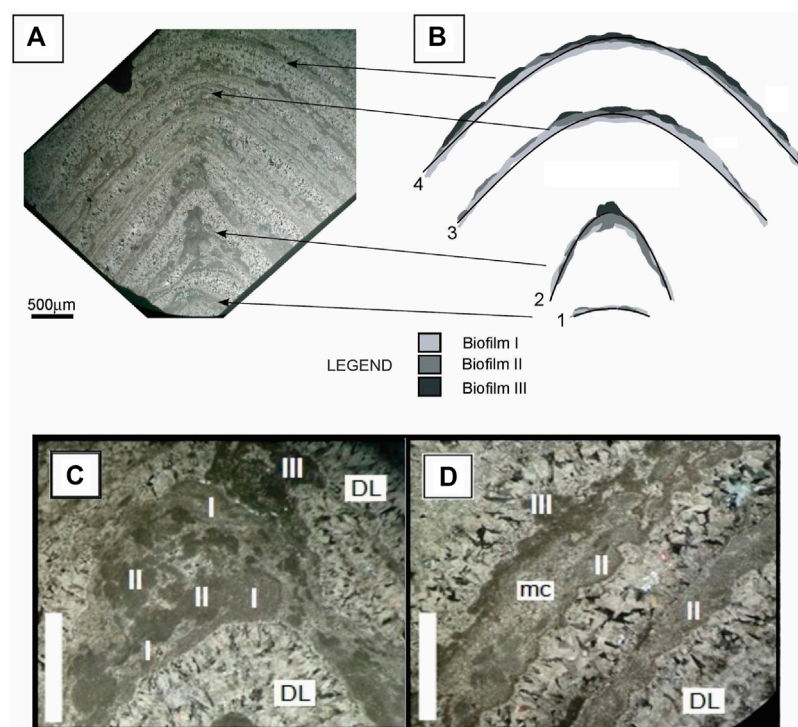 A
B
4
3
2
1
500µm
LEGEND
Biofilm I
Biofilm II
Biofilm III
C
III
DL
I
II
II
I
I
DL
D
III
II
mc
II
DL